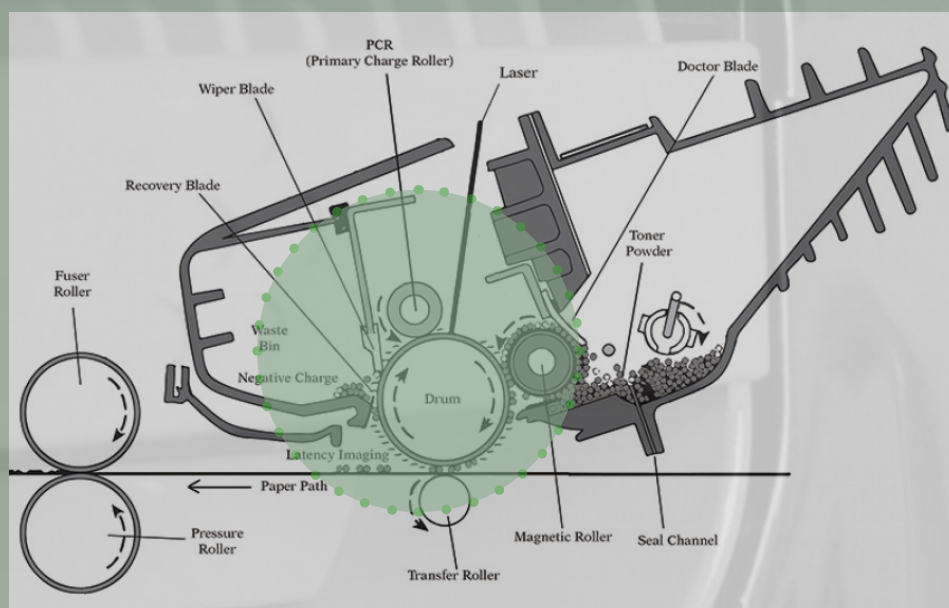 PCR
(Primary Charge Roller)
Laser
Doctor Blade
Wiper Blade
Recovery Blade
Toner
Powder
Fuser
Roller
Waste
Bin
Negative Charge
Drum
Latency Imaging
Paper Path
Pressure
Roller
Magnetic Roller
Seal Channel
Transfer Roller